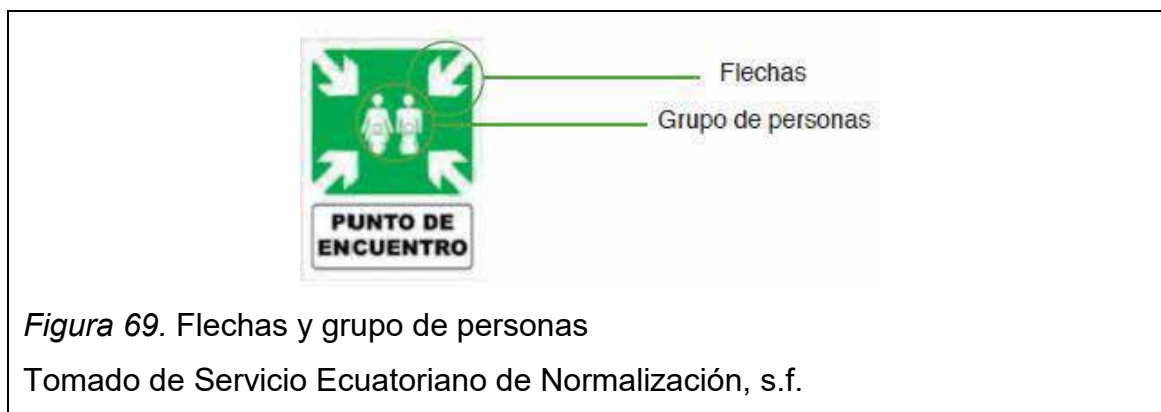 Flechas
Grupo de personas
PUNTO DE
ENCUENTRO
Figura 69. Flechas y grupo de personas
Tomado de Servicio Ecuatoriano de Normalización, s.f.